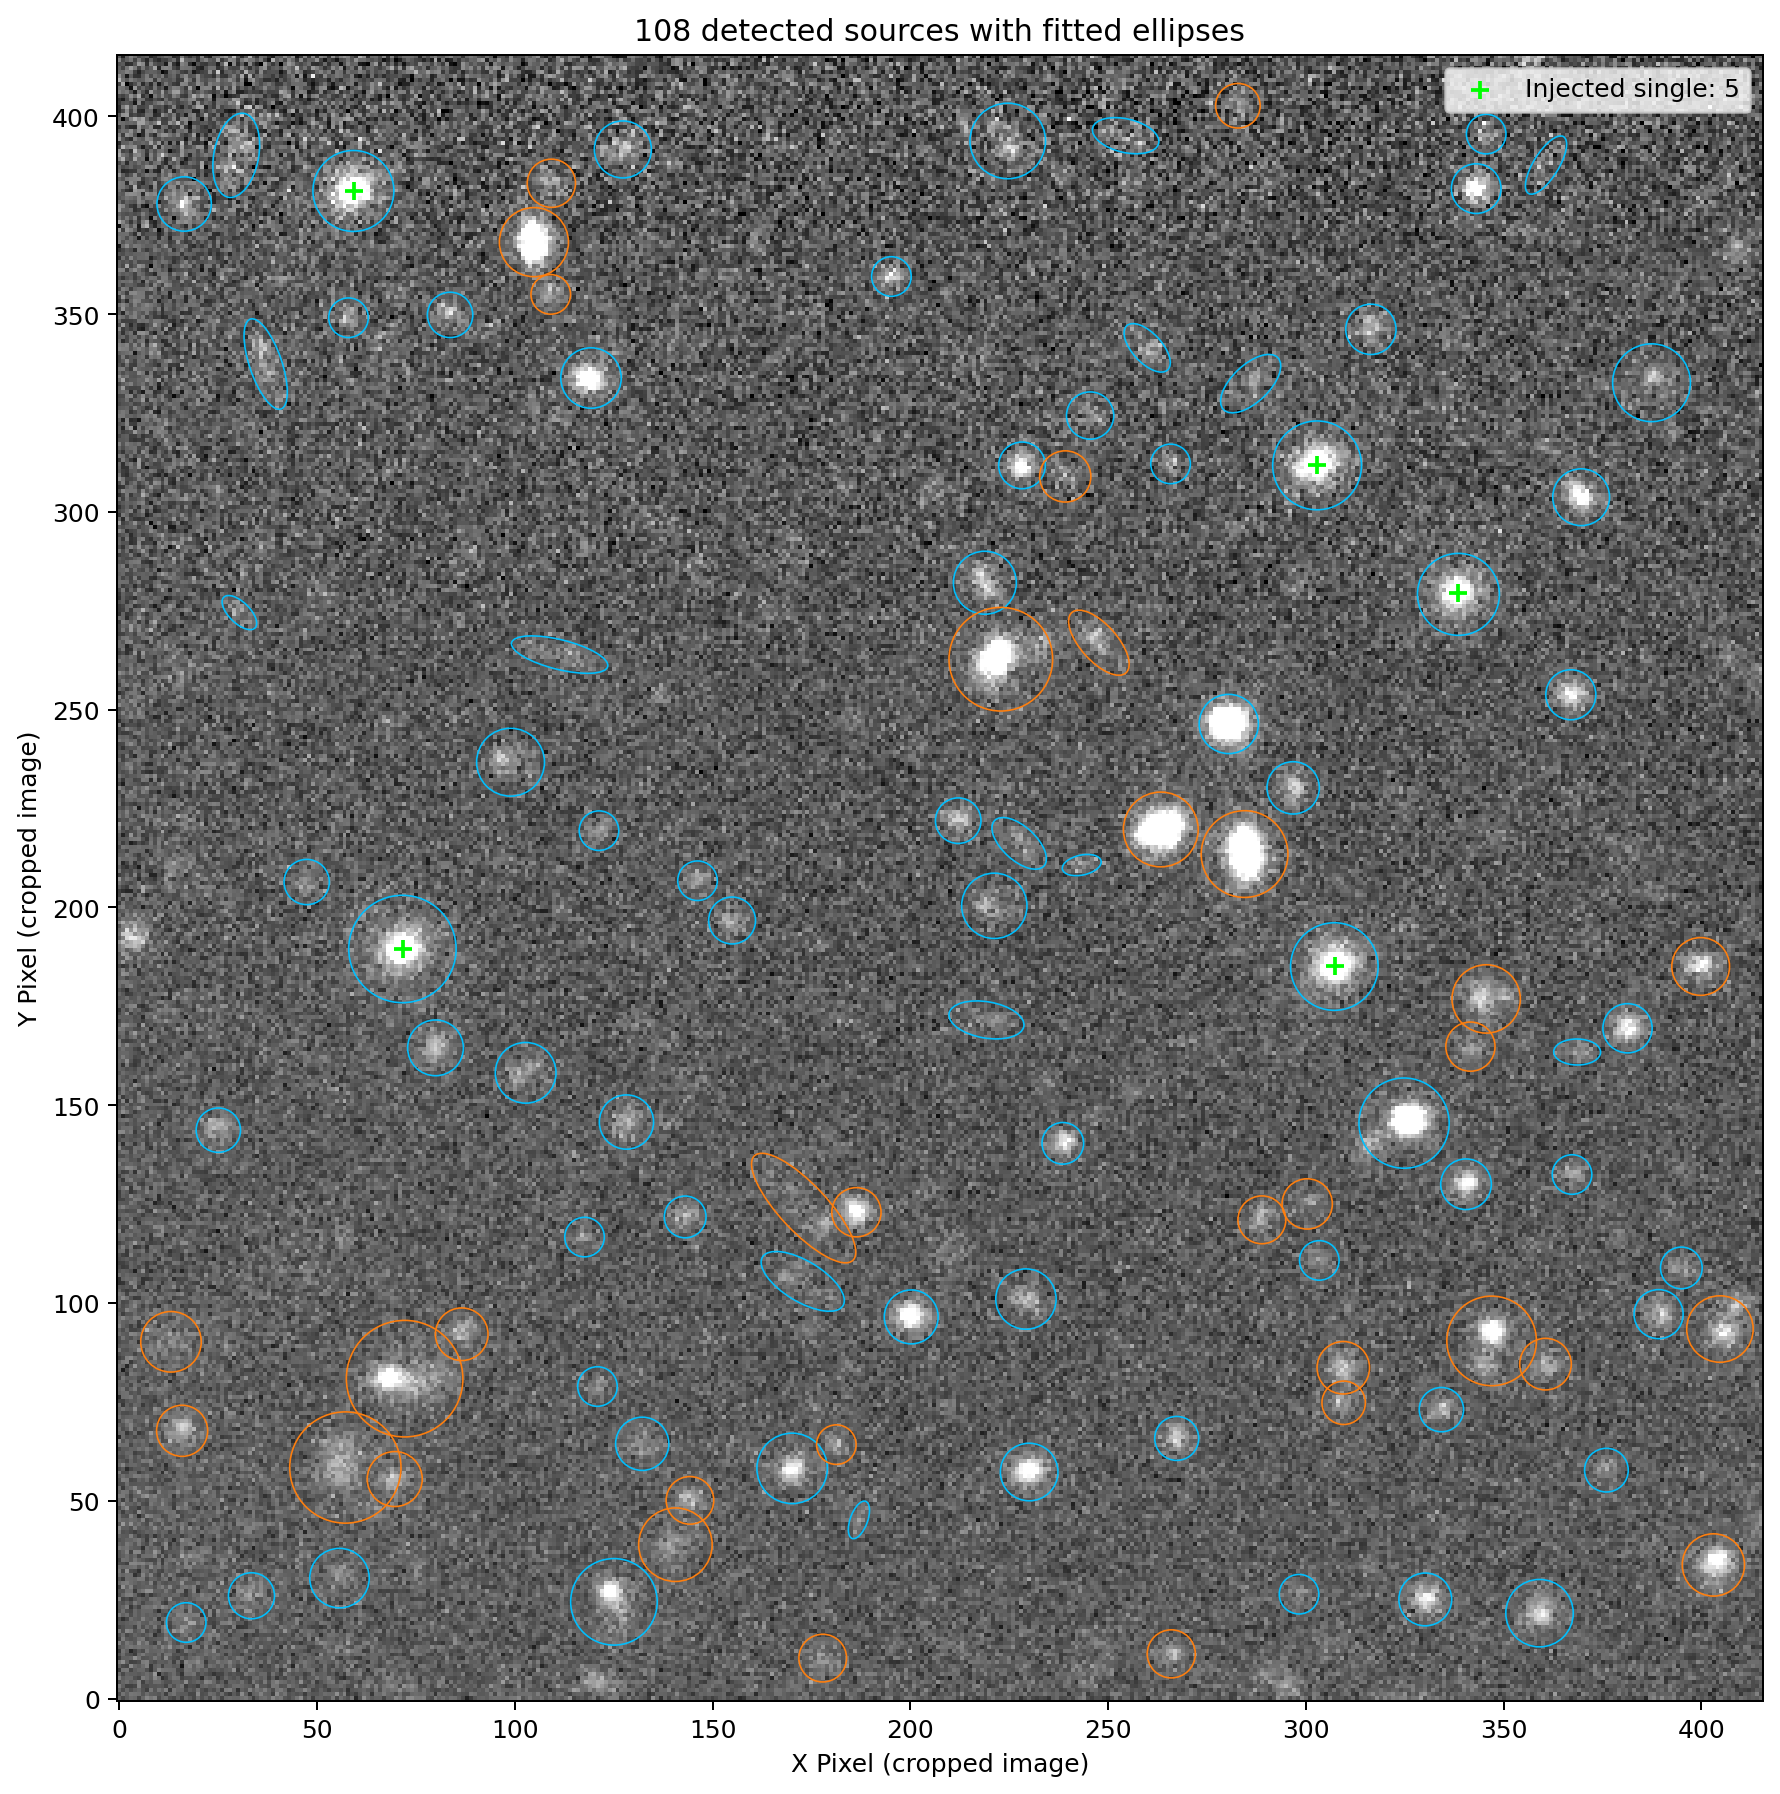 108 detected sources with fitted ellipses
Injected single: 5
400
350
300
250
200
150
100
50
0
Y Pixel (cropped image)
0 50 100 150 200 250 300 350 400
X Pixel (cropped image)